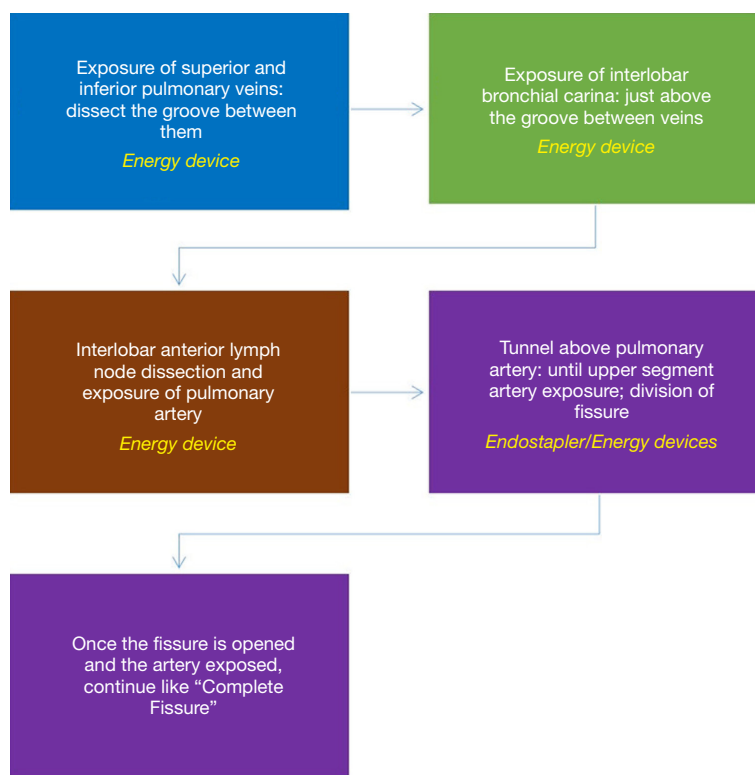 Exposure of superior and
inferior pulmonary veins:
dissect the groove between
them
Energy device
Exposure of interlobar
bronchial carina: just above
the groove between veins
Energy device
Interlobar anterior lymph
node dissection and
exposure of pulmonary
artery
Energy device
Tunnel above pulmonary
artery: until upper segment
artery exposure; division of
fissure
Endostapler/Energy devices
Once the fissure is opened
and the artery exposed,
continue like “Complete
Fissure”